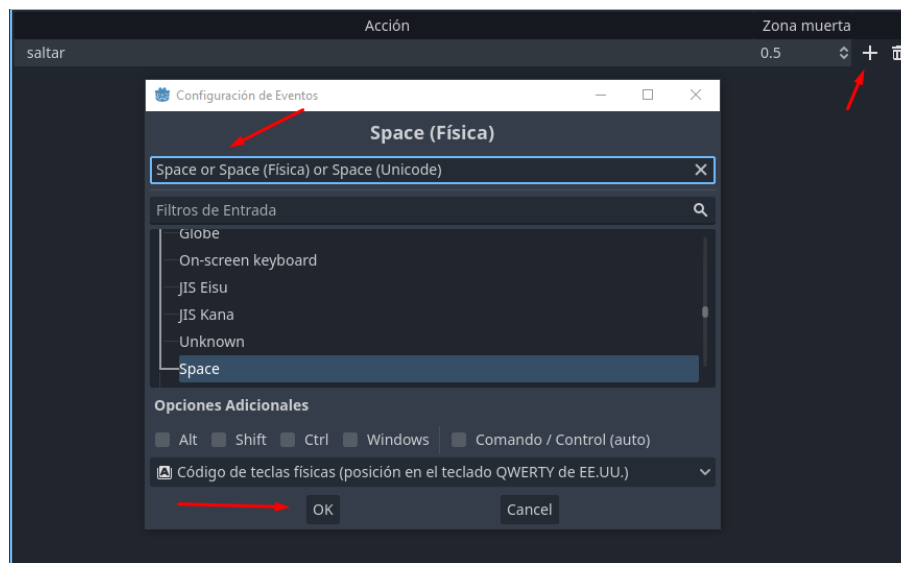 Acción Zona muerta
saltar 0.5
Configuración de Eventos
Space (Física)
Space or Space (Física) or Space (Unicode)
Filtros de Entrada
Globe
On-screen keyboard
JIS Eisu
JIS Kana
Unknown
Space
Opciones Adicionales
Alt Shift Ctrl Windows Comando / Control (auto)
Código de teclas físicas (posición en el teclado QWERTY de EE.UU.)
OK Cancel